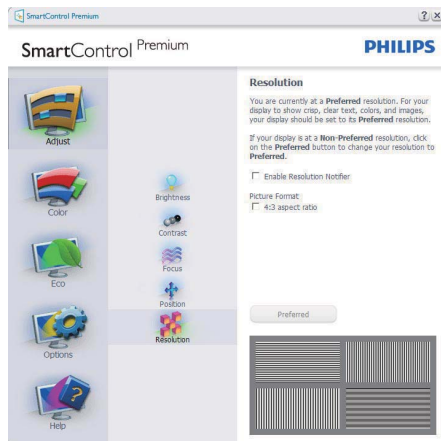 SmartControl Premium
? x
SmartControl Premium
PHILIPS
Adjust
Color
Eco
Options
Help
Brightness
Contrast
Focus
Position
Resolution
Resolution
You are currently at a Preferred resolution. For your
display to show crisp, clear text, colors, and images,
your display should be set to its Preferred resolution.
If your display is at a Non-Preferred resolution, click
on the Preferred button to change your resolution to
Preferred.
Enable Resolution Notifier
Picture Format
4:3 aspect ratio
Preferred